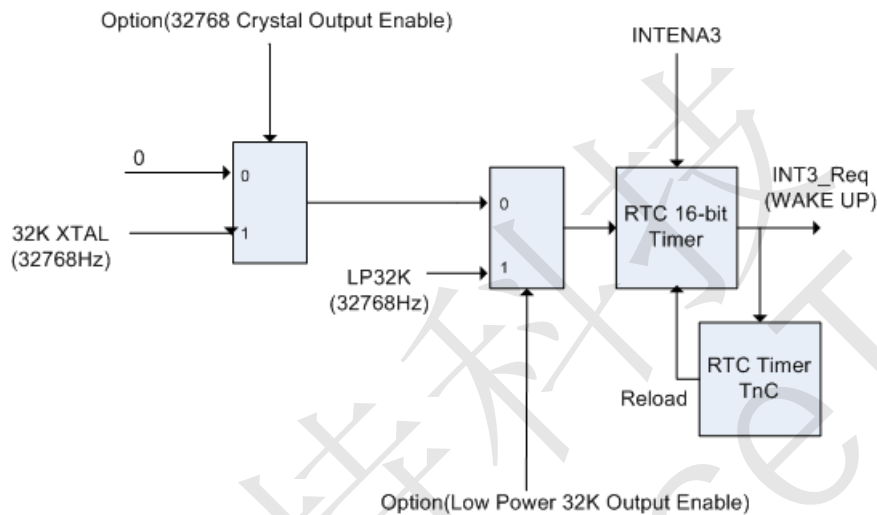 Option(32768 Crystal Output Enable)
INTENA3
0
0
32K XTAL
(32768Hz)
1
0
LP32K
(32768Hz)
1
RTC 16-bit
Timer
INT3_Req
(WAKE UP)
RTC Timer
TnC
Reload
Option(Low Power 32K Output Enable)